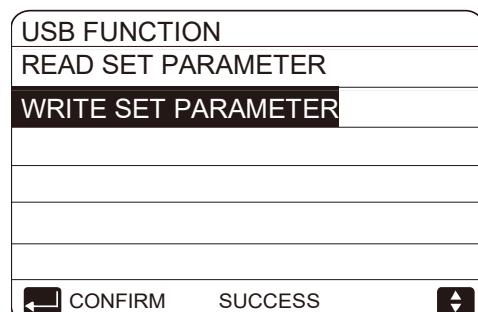 USB FUNCTION
READ SET PARAMETER
WRITE SET PARAMETER
CONFIRM SUCCESS